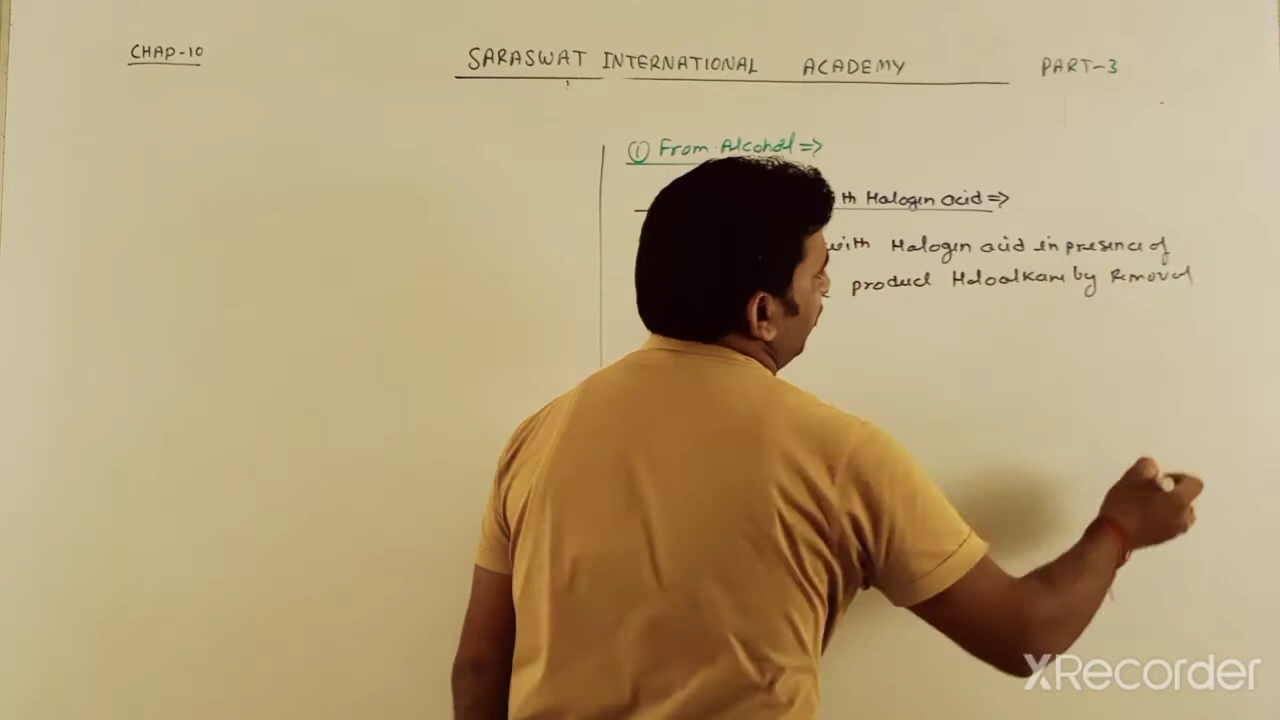 CHAP-10
SARASWAT INTERNATIONAL ACADEMY
PART-3
① From Alcohol ⇒
th Halogen acid ⇒
with Halogen acid in presence of
product Haloalkane by Removal
XRecorder